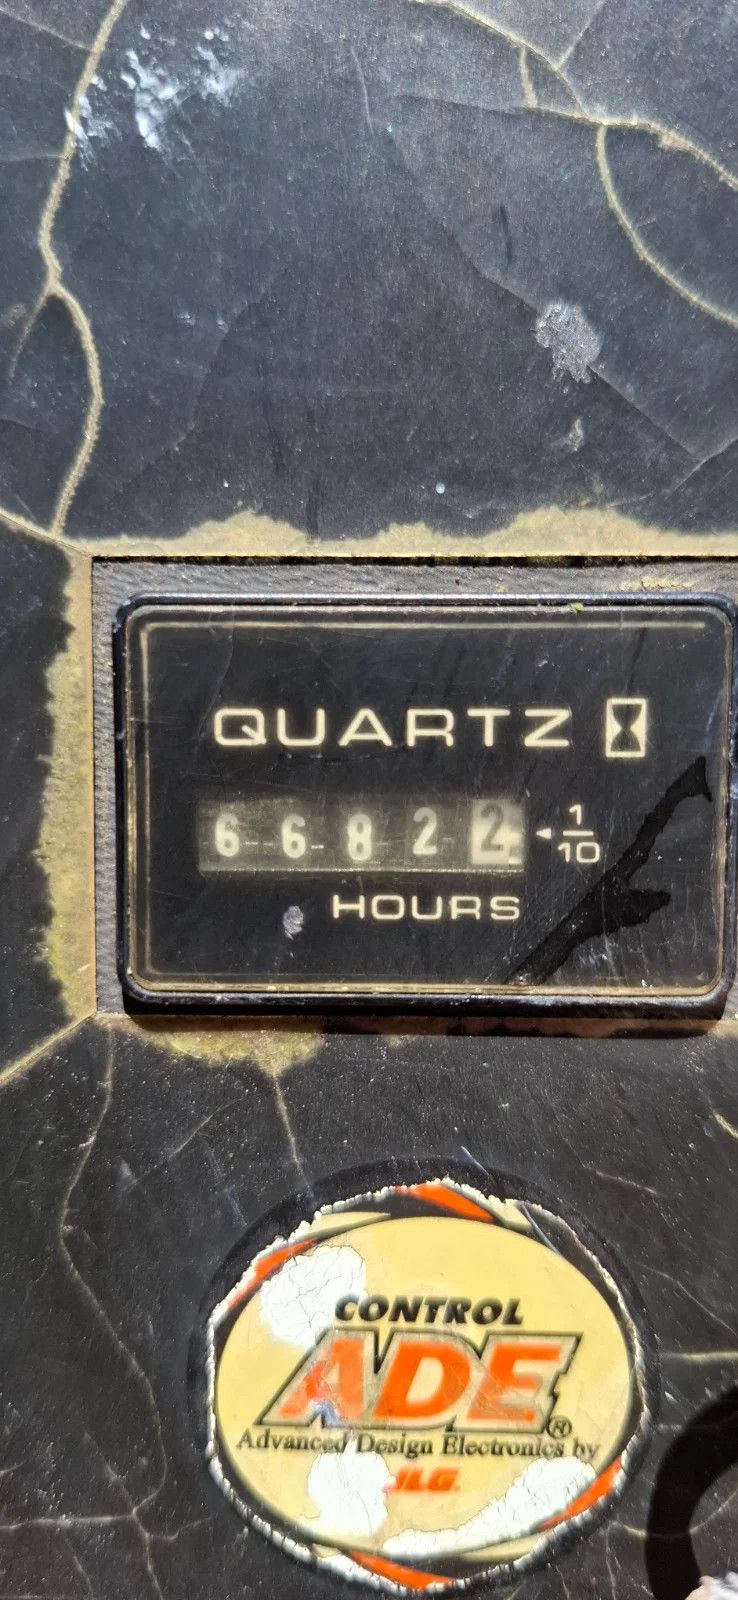 QUARTZ
66822 ◄ 1/10
HOURS
CONTROL
ADE®
Advanced Design Electronics by
JLG.